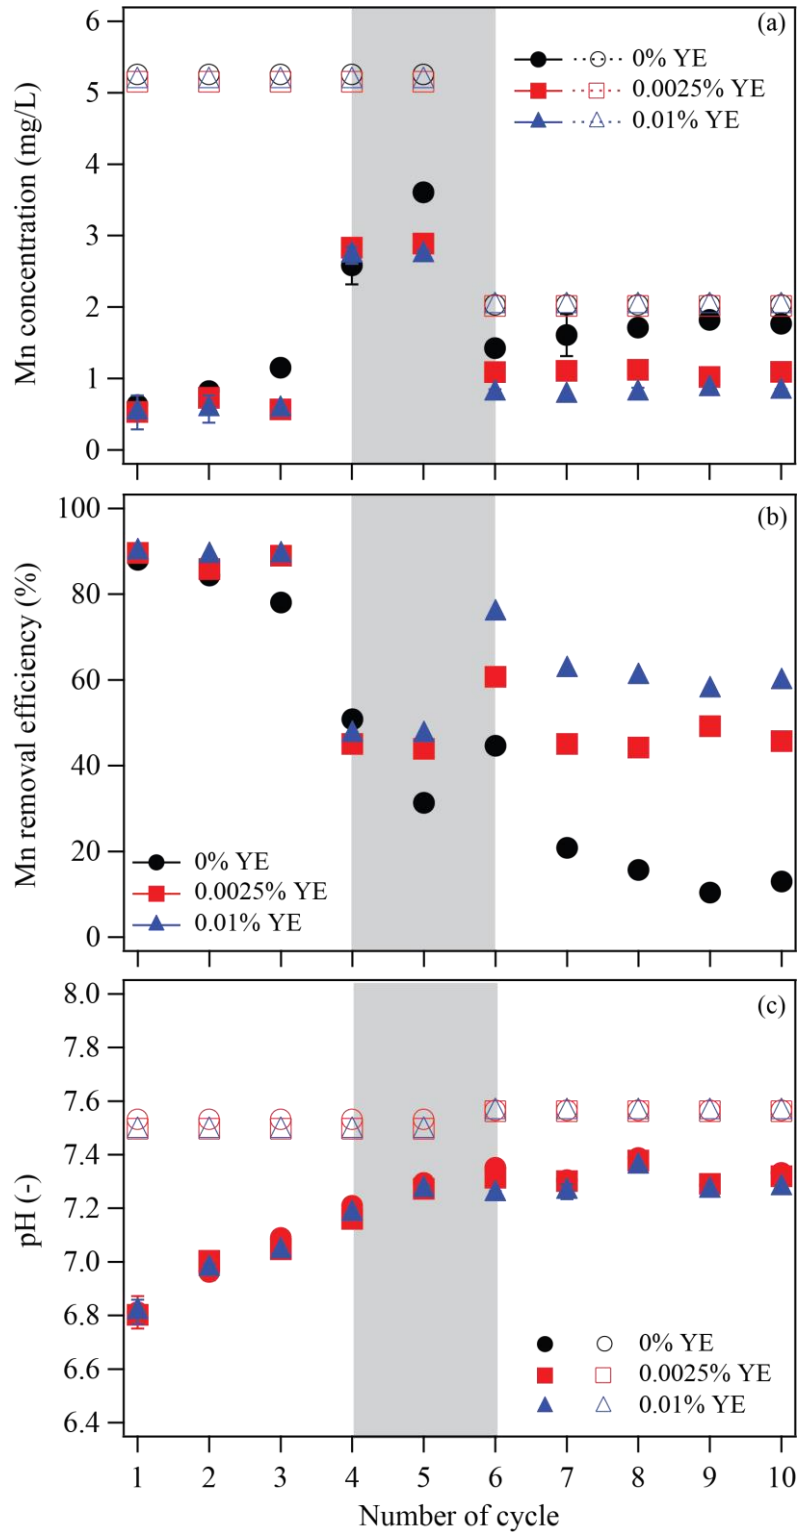 (a)
Mn concentration (mg/L)
6
5
4
3
2
1
0
0% YE
0.0025% YE
0.01% YE
(b)
Mn removal efficiency (%)
100
80
60
40
20
0
0% YE
0.0025% YE
0.01% YE
(c)
pH (-)
8.0
7.8
7.6
7.4
7.2
7.0
6.8
6.6
6.4
0% YE
0.0025% YE
0.01% YE
1 2 3 4 5 6 7 8 9 10
Number of cycle